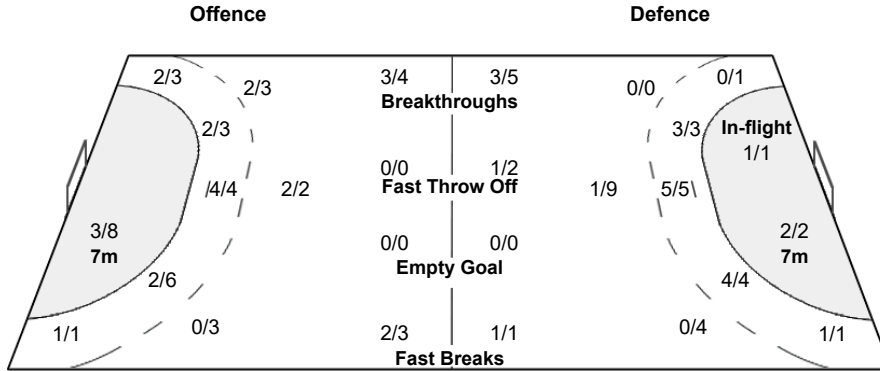 Offence Defence
2/3 2/3 3/4 3/5 0/0 0/1
Breakthroughs
2/3 3/3 In-flight
1/1
0/0 1/2
4/4 2/2 Fast Throw Off 1/9 5/5
3/8 2/2
7m 0/0 0/0 7m
Empty Goal
2/6 4/4
1/1 0/3 2/3 1/1 0/4 1/1
Fast Breaks